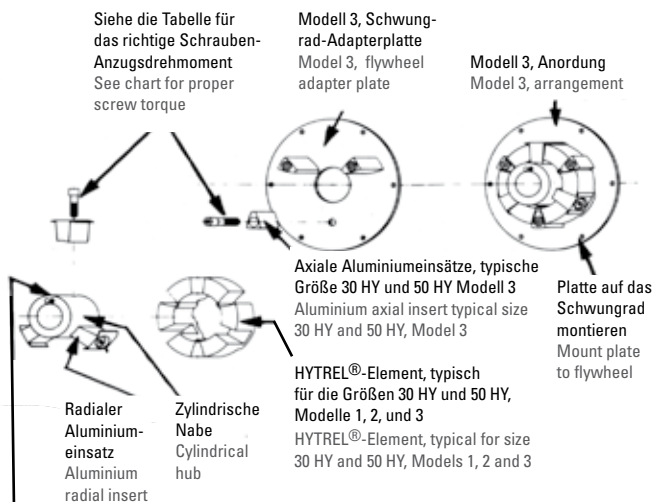 Siehe die Tabelle für
das richtige Schrauben-
Anzugsdrehmoment
See chart for proper
screw torque
Modell 3, Schwung-
rad-Adapterplatte
Model 3, flywheel
adapter plate
Modell 3, Anordung
Model 3, arrangement
Axiale Aluminiumeinsätze, typische
Größe 30 HY und 50 HY Modell 3
Aluminium axial insert typical size
30 HY and 50 HY, Model 3
Platte auf das
Schwungrad
montieren
Mount plate
to flywheel
HYTREL®-Element, typisch
für die Größen 30 HY und 50 HY,
Modelle 1, 2, und 3
HYTREL®-Element, typical for size
30 HY and 50 HY, Models 1, 2 and 3
Radialer
Aluminium-
einsatz
Aluminium
radial insert
Zylindrische
Nabe
Cylindrical
hub